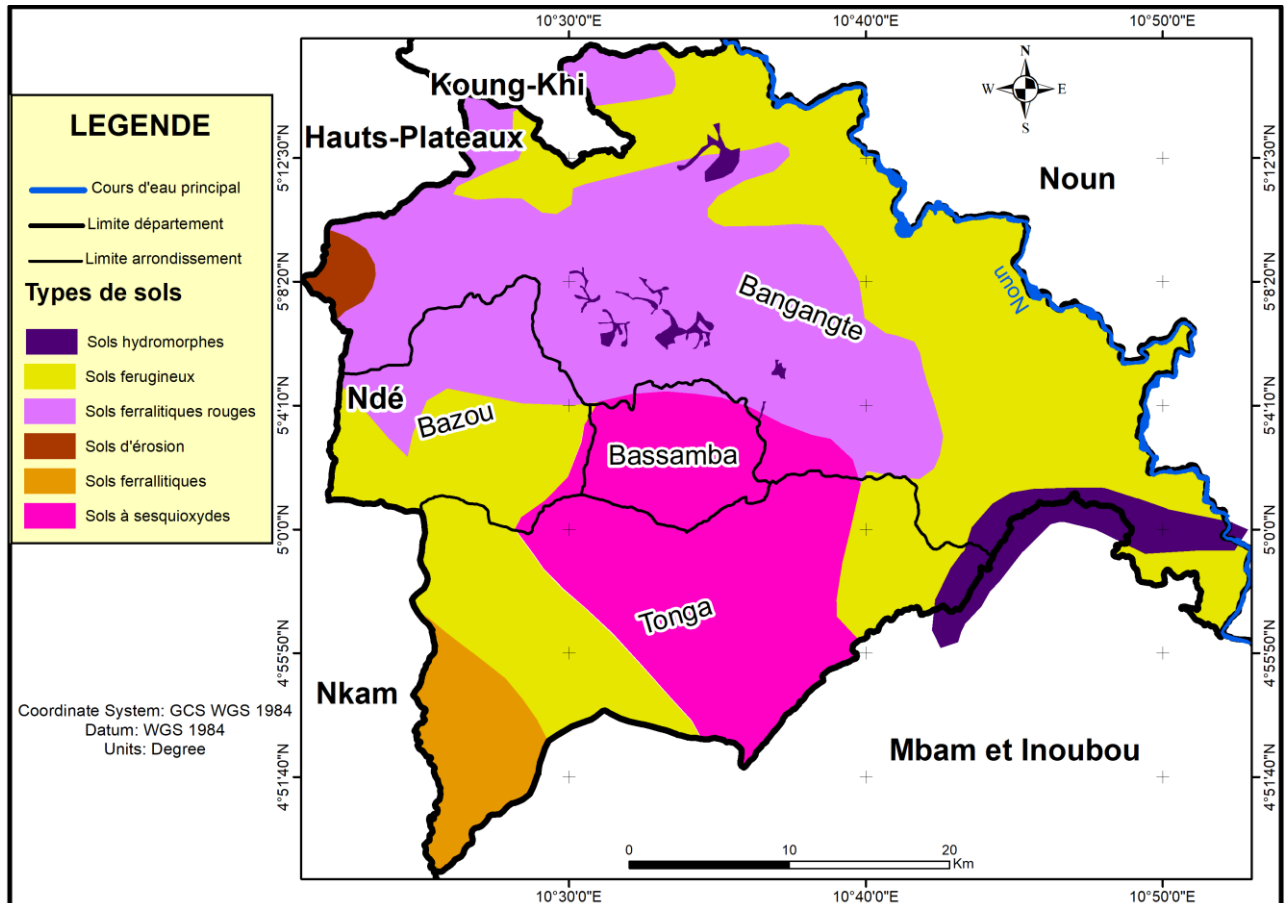 10°30'0"E
10°40'0"E
10°50'0"E
N
W
E
S
Koung-Khi
Hauts-Plateaux
Noun
Noun
Bangangte
Ndé
Bazou
Bassamba
Tonga
Nkam
Mbam et Inoubou
LEGENDE
Cours d'eau principal
Limite département
Limite arrondissement
Types de sols
Sols hydromorphes
Sols ferugineux
Sols ferralitiques rouges
Sols d'érosion
Sols ferrallitiques
Sols à sesquioxydes
Coordinate System: GCS WGS 1984
Datum: WGS 1984
Units: Degree
5°12'30"N
5°8'20"N
5°4'10"N
5°0'0"N
4°55'50"N
4°51'40"N
5°12'30"N
5°8'20"N
5°4'10"N
5°0'0"N
4°55'50"N
4°51'40"N
0
10
20
Km
10°30'0"E
10°40'0"E
10°50'0"E